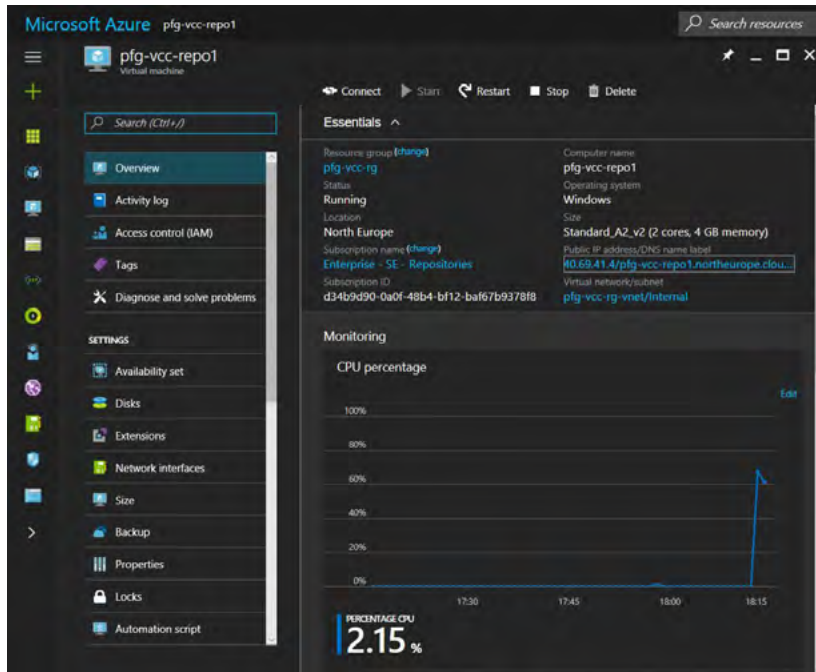 Microsoft Azure pfg-vcc-repo1
Search resources
pfg-vcc-repo1
Virtual machine
Connect Start Restart Stop Delete
Search (Ctrl+/)
Overview
Activity log
Access control (IAM)
Tags
Diagnose and solve problems
SETTINGS
Availability set
Disks
Extensions
Network interfaces
Size
Backup
Properties
Locks
Automation script
Essentials
Resource group (change)
pfg-vcc-rg
Status
Running
Location
North Europe
Subscription name (change)
Enterprise - SE - Repositories
Subscription ID
d34b9d90-0a0f-48b4-bf12-baf67b9378f8
Computer name
pfg-vcc-repo1
Operating system
Windows
Size
Standard_A2_v2 (2 cores, 4 GB memory)
Public IP address/DNS name label
40.69.41.4/pfg-vcc-repo1.northeurope.clou...
Virtual network/subnet
pfg-vcc-rg-vnet/Internal
Monitoring
CPU percentage
Edit
100%
80%
60%
40%
20%
0%
17:30 17:45 18:00 18:15
PERCENTAGE CPU
2.15 %